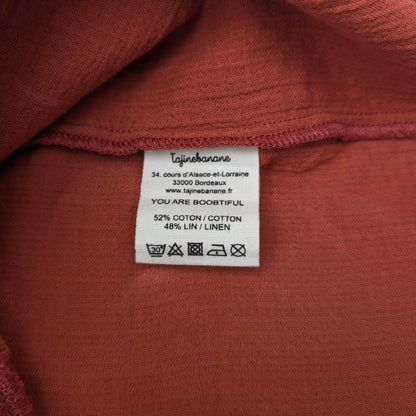 tajinebanane
34, cours d'Alsace-et-Lorraine
33000 Bordeaux
www.tajinebanane
YOU ARE BOOBTIFUL
52% COTON / COTTON
48% LIN / LINEN
30°